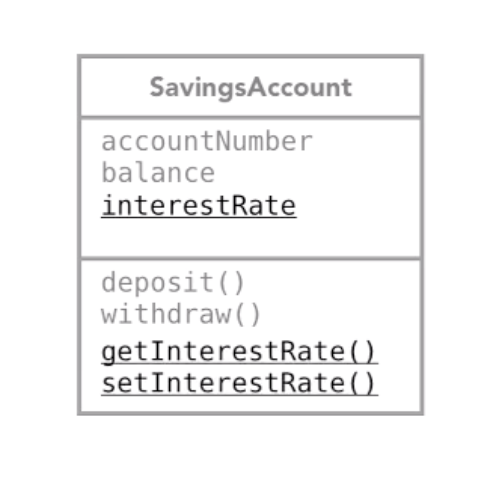 SavingsAccount
accountNumber
balance
interestRate
deposit()
withdraw()
getInterestRate()
setInterestRate()